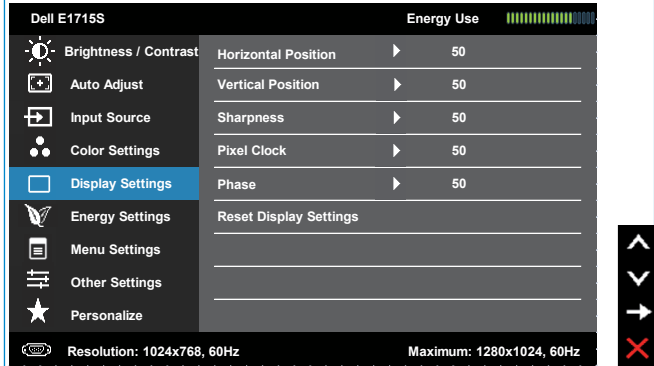 Dell E1715S Energy Use
Brightness / Contrast Horizontal Position 50
Auto Adjust Vertical Position 50
Input Source Sharpness 50
Color Settings Pixel Clock 50
Display Settings Phase 50
Energy Settings Reset Display Settings
Menu Settings
Other Settings
Personalize
Resolution: 1024x768, 60Hz Maximum: 1280x1024, 60Hz